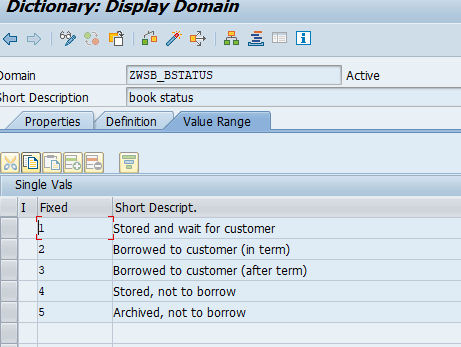 Dictionary: Display Domain
Domain ZWSB_BSTATUS Active
Short Description book status
Properties Definition Value Range
Single Vals
I Fixed Short Descript.
1 Stored and wait for customer
2 Borrowed to customer (in term)
3 Borrowed to customer (after term)
4 Stored, not to borrow
5 Archived, not to borrow